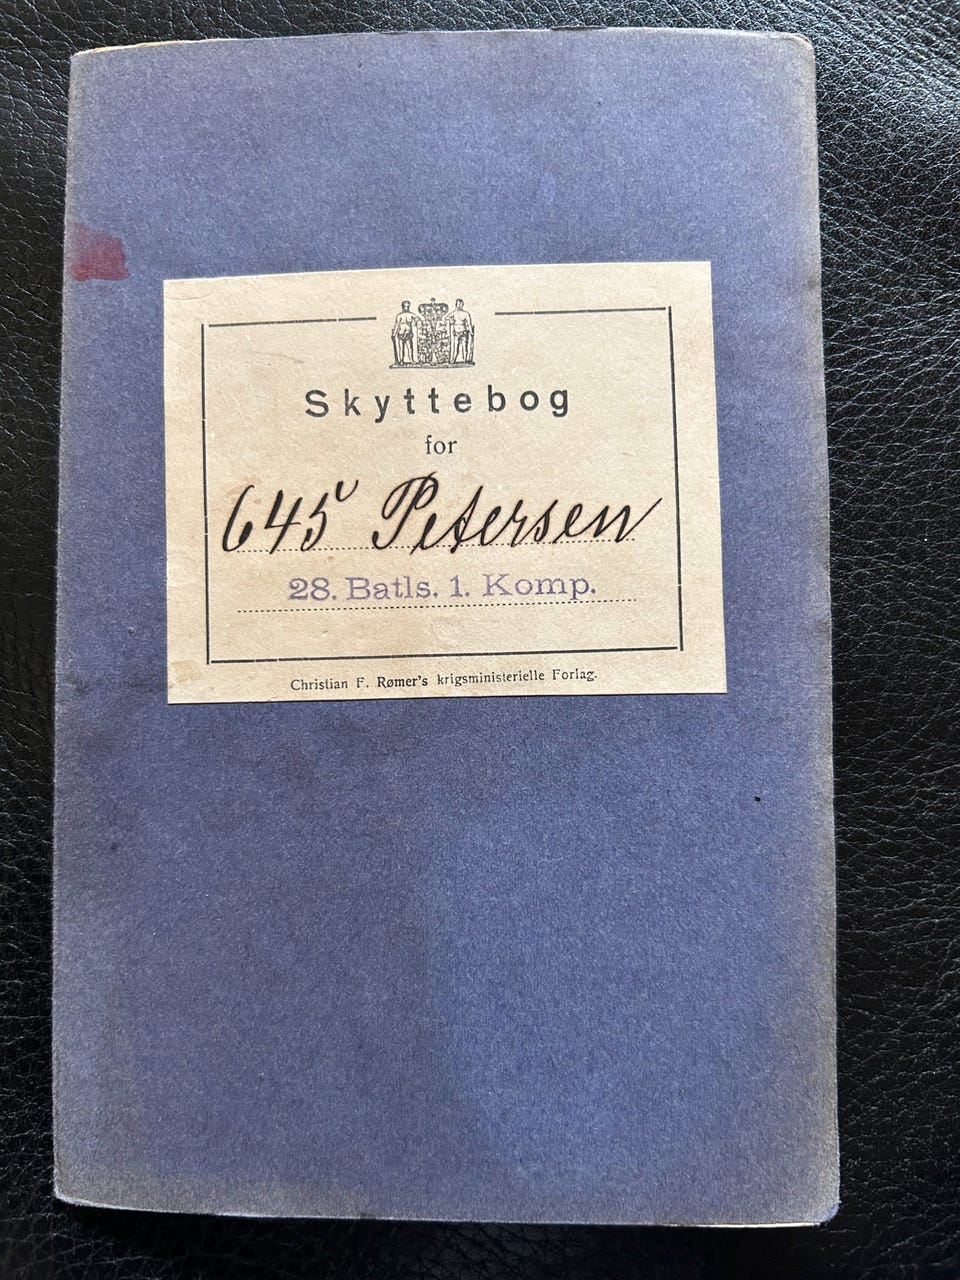 Skyttebog
for
645 Petersen
28. Batls. 1. Komp.
Christian F. Rømer's krigsministerielle Forlag.